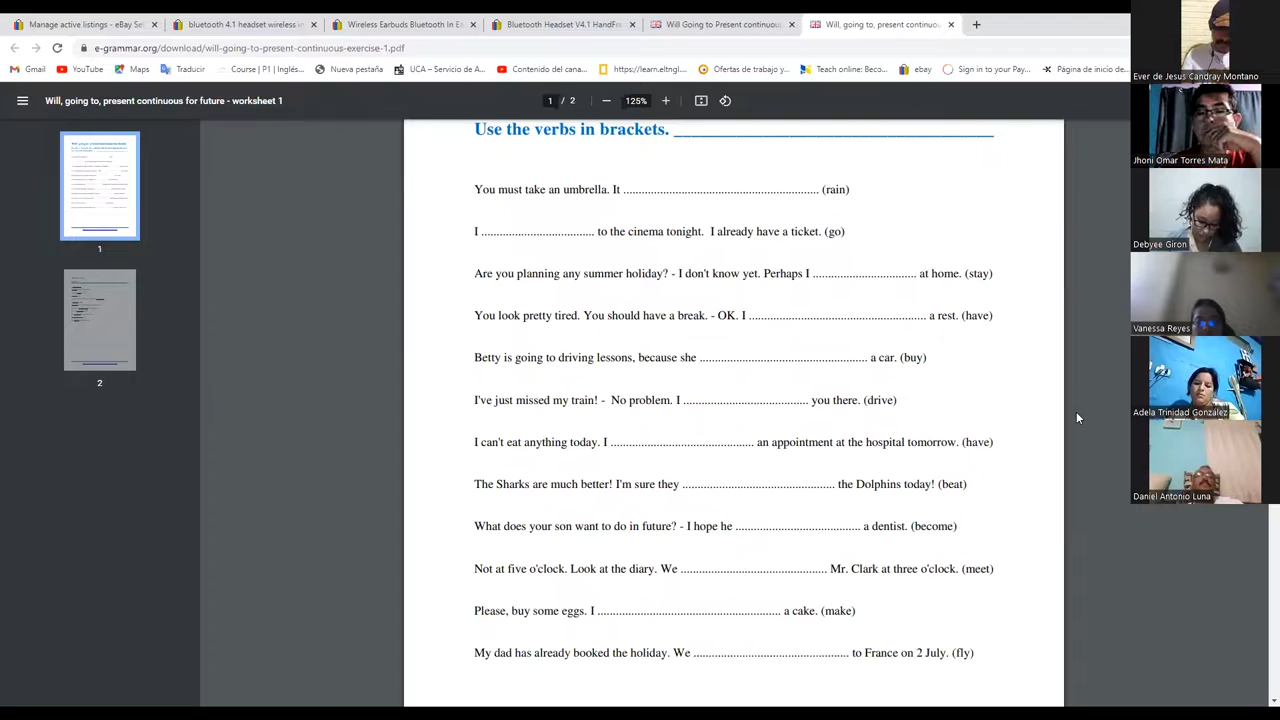 Manage active listings - eBay Se
bluetooth 4.1 headset wireless in
Wireless Earbuds Bluetooth In Ea
Bluetooth Headset V4.1 HandFre
Will Going to Present continuous
Will, going to, present continuou
e-grammar.org/download/will-going-to-present-continuous-exercise-1.pdf
Gmail
YouTube
Maps
Traducir
Course | P1 | Inglés...
Nueva pestaña
UCA – Servicio de A...
Contenido del cana...
https://learn.eltngl...
Ofertas de trabajo y...
Teach online: Beco...
ebay
Sign in to your Pay...
Página de inicio de...
Will, going to, present continuous for future - worksheet 1
1 / 2
125%
1
2
Use the verbs in brackets.
You must take an umbrella. It ................................................................ (rain)
I ..................................... to the cinema tonight. I already have a ticket. (go)
Are you planning any summer holiday? - I don't know yet. Perhaps I .................................. at home. (stay)
You look pretty tired. You should have a break. - OK. I .......................................................... a rest. (have)
Betty is going to driving lessons, because she ....................................................... a car. (buy)
I've just missed my train! - No problem. I ......................................... you there. (drive)
I can't eat anything today. I ............................................... an appointment at the hospital tomorrow. (have)
The Sharks are much better! I'm sure they .................................................. the Dolphins today! (beat)
What does your son want to do in future? - I hope he ......................................... a dentist. (become)
Not at five o'clock. Look at the diary. We ................................................ Mr. Clark at three o'clock. (meet)
Please, buy some eggs. I ............................................................ a cake. (make)
My dad has already booked the holiday. We ................................................... to France on 2 July. (fly)
Ever de Jesus Candray Montano
Jhoni Omar Torres Mata
Debyee Giron
Vanessa Reyes
Adela Trinidad González
Daniel Antonio Luna